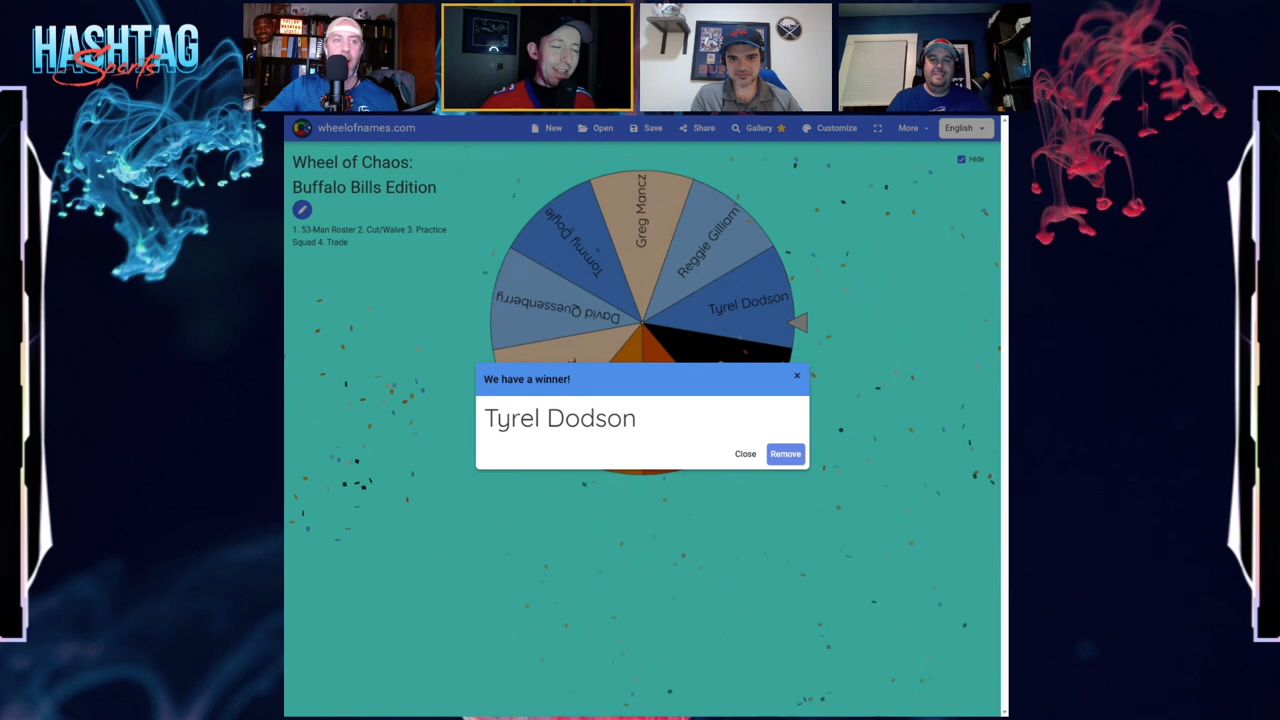 HASHTAG
Sports
wheelofnames.com
New
Open
Save
Share
Gallery
Customize
More
English
Wheel of Chaos:
Buffalo Bills Edition
1. 53-Man Roster 2. Cut/Waive 3. Practice
Squad 4. Trade
Hide
Greg Mancz
Reggie Gilliam
Tyrel Dodson
Tommy Doyle
David Quessenberry
We have a winner!
×
Tyrel Dodson
Close
Remove